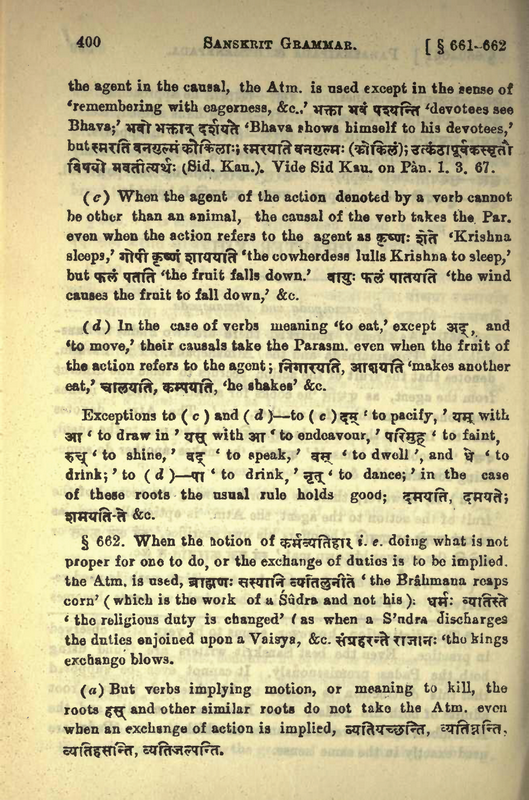 400 SANSKRIT GRAMMAR. [ § 661-662
the agent in the causal, the Atm. is used except in the sense of
‘remembering with eagerness, &c.,’ भक्ता भवं पश्यन्ति ‘devotees see
Bhava;’ भवो भक्तान् दर्शयते ‘Bhava shows himself to his devotees,’
but स्मरति वनगुल्मं कोकिलः; स्मरयति वनगुल्मः (कोकिलं); उत्कंठापूर्वकस्मृतौ
विषयो भवतीत्यर्थः (Sid. Kau.). Vide Sid Kau. on Pàn. 1. 3. 67.
(c) When the agent of the action denoted by a verb cannot
be other than an animal, the causal of the verb takes the Par.
even when the action refers to the agent as कृष्णः शेते ‘Krishna
sleeps,’ गोपी कृष्णं शाययति ‘the cowherdess lulls Krishna to sleep,’
but फलं पतति ‘the fruit falls down.’ वायुः फलं पातयति ‘the wind
causes the fruit to fall down,’ &c.
(d) In the case of verbs meaning ‘to eat,’ except अद्, and
‘to move,’ their causals take the Parasm. even when the fruit of
the action refers to the agent; निगारयति, आशयति ‘makes another
eat,’ चालयति, कम्पयति, ‘he shakes’ &c.
Exceptions to (c) and (d)—to (c) दम् ‘to pacify,’ यम् with
आ ‘to draw in’ यस् with आ ‘to endeavour,’ परिमुह् ‘to faint,
रुच् ‘to shine,’ वद् ‘to speak,’ वस् ‘to dwell’, and धे ‘to
drink;’ to (d)—पा ‘to drink,’ नृत् ‘to dance;’ in the case
of these roots the usual rule holds good; दमयति, दमयते;
शमयति-ते &c.
§ 662. When the notion of कर्मव्यतिहार i. e. doing what is not
proper for one to do, or the exchange of duties is to be implied.
the Atm. is used, ब्राह्मणः सस्यानि व्यतिलुनीते ‘the Brâhmana reaps
corn’ (which is the work of a Sûdra and not his); धर्मः व्यतिस्ते
‘the religious duty is changed’ (as when a S'udra discharges
the duties enjoined upon a Vaisya, &c. संप्रहरन्ते राजानः ‘the kings
exchange blows.
(a) But verbs implying motion, or meaning to kill, the
roots हस् and other similar roots do not take the Atm. even
when an exchange of action is implied, व्यतियच्छन्ति, व्यतिघ्नन्ति,
व्यतिहसन्ति, व्यतिजल्पन्ति.